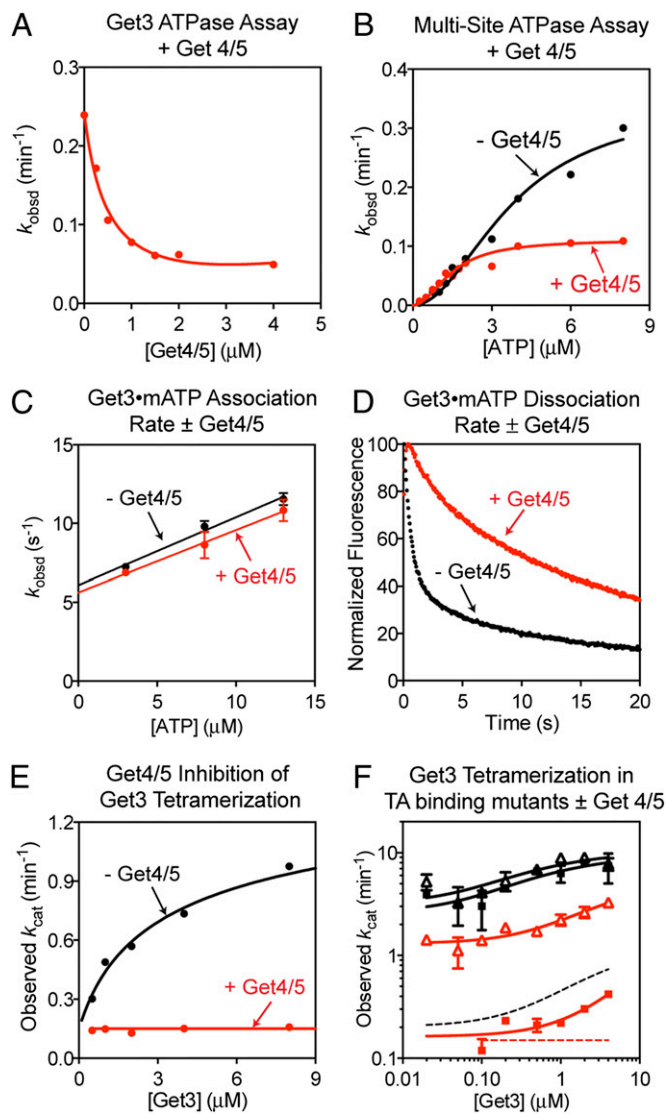 A
Get3 ATPase Assay
+ Get 4/5
0.3
0.2
0.1
0.0
k_obsd (min⁻¹)
0 1 2 3 4 5
[Get4/5] (μM)
B
Multi-Site ATPase Assay
+ Get 4/5
0.4
0.3
0.2
0.1
0.0
k_obsd (min⁻¹)
- Get4/5
+ Get4/5
0 3 6 9
[ATP] (μM)
C
Get3•mATP Association
Rate ± Get4/5
15
10
5
0
k_obsd (s⁻¹)
- Get4/5
+ Get4/5
0 5 10 15
[ATP] (μM)
D
Get3•mATP Dissociation
Rate ± Get4/5
100
80
60
40
20
0
Normalized Fluorescence
+ Get4/5
- Get4/5
0 5 10 15 20
Time (s)
E
Get4/5 Inhibition of
Get3 Tetramerization
1.2
0.9
0.6
0.3
0.0
Observed k_cat (min⁻¹)
- Get4/5
+ Get4/5
0 3 6 9
[Get3] (μM)
F
Get3 Tetramerization in
TA binding mutants ± Get 4/5
10
1
0.1
Observed k_cat (min⁻¹)
0.01 0.10 1 10
[Get3] (μM)